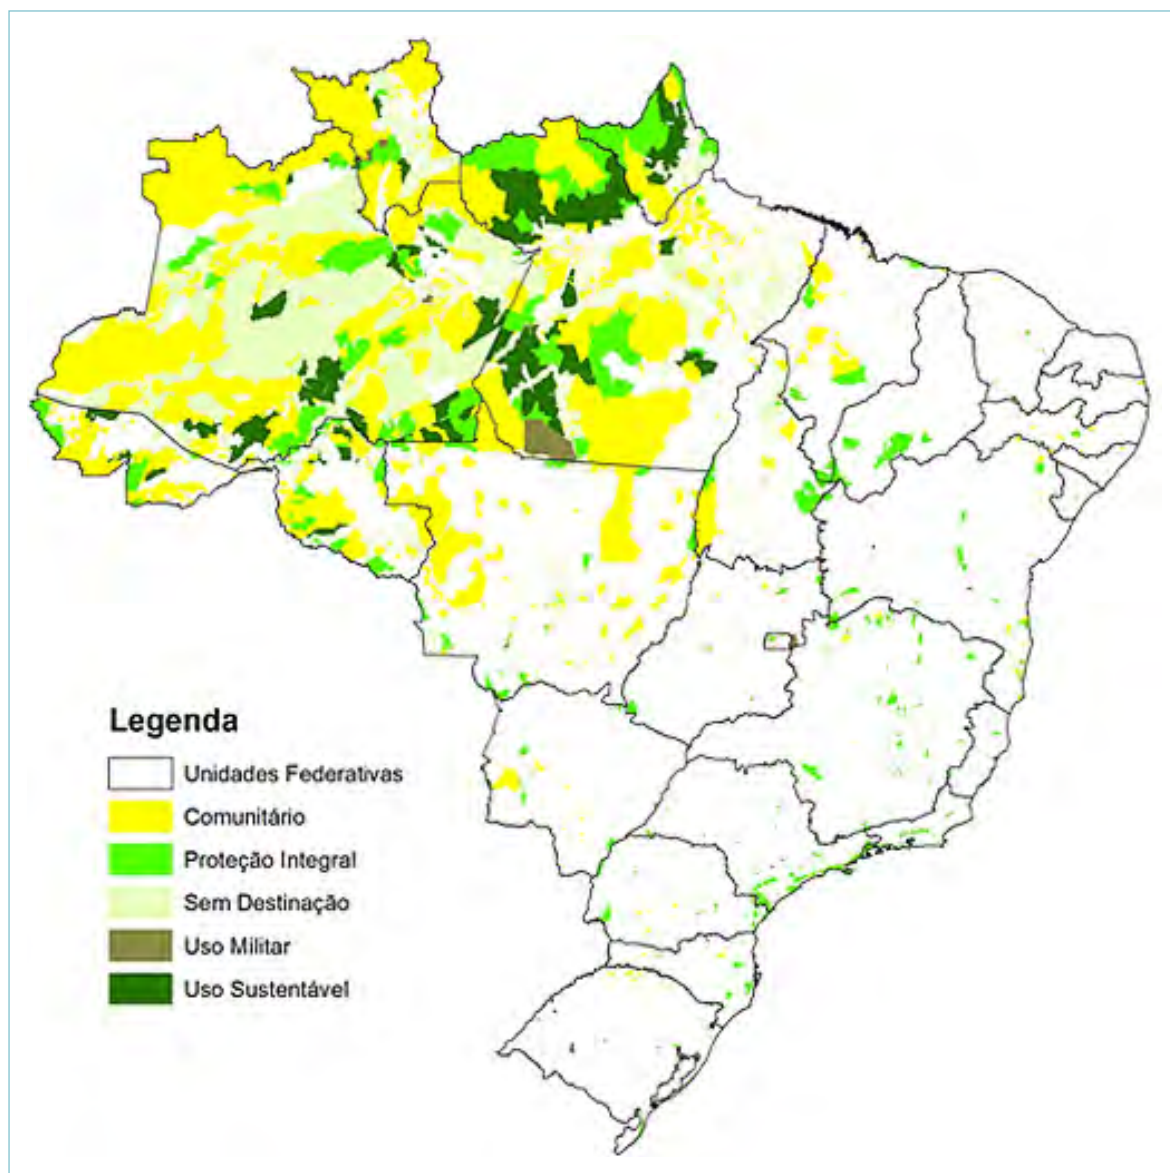 Legenda
Unidades Federativas
Comunitário
Proteção Integral
Sem Destinação
Uso Militar
Uso Sustentável